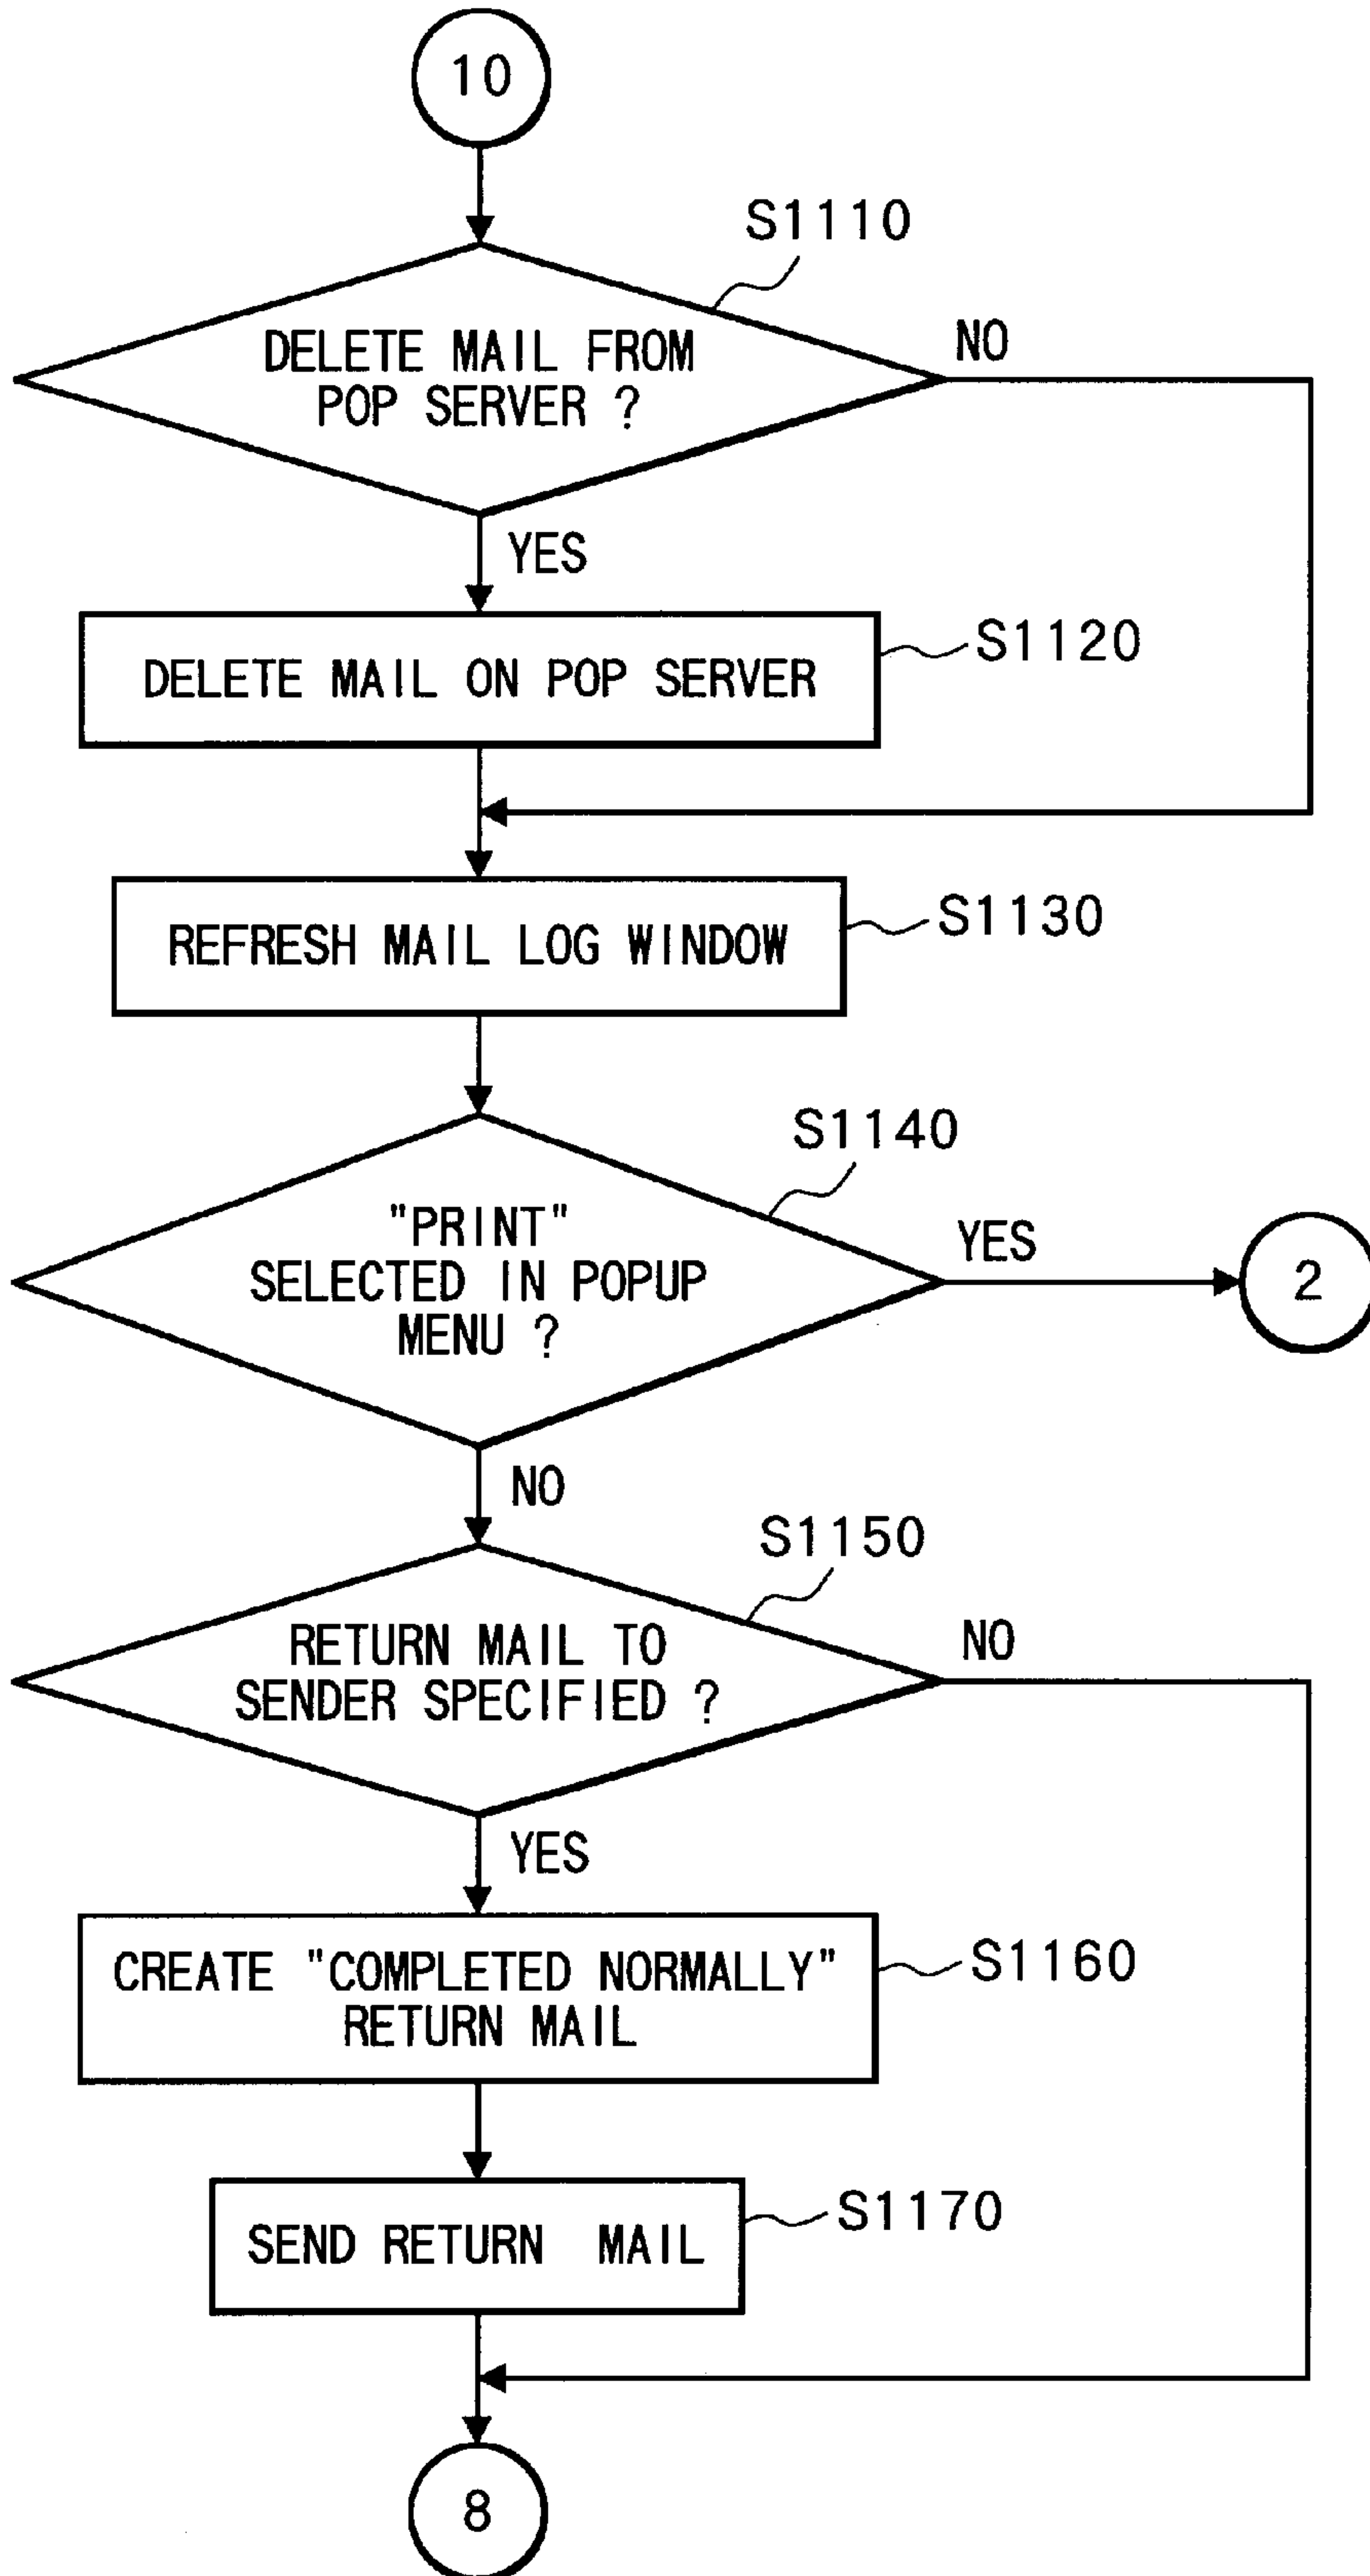 10
S1110
DELETE MAIL FROM
POP SERVER ?
NO
YES
S1120
DELETE MAIL ON POP SERVER
S1130
REFRESH MAIL LOG WINDOW
S1140
"PRINT"
SELECTED IN POPUP
MENU ?
YES
2
NO
S1150
RETURN MAIL TO
SENDER SPECIFIED ?
NO
YES
CREATE "COMPLETED NORMALLY"
RETURN MAIL
S1160
S1170
SEND RETURN MAIL
8